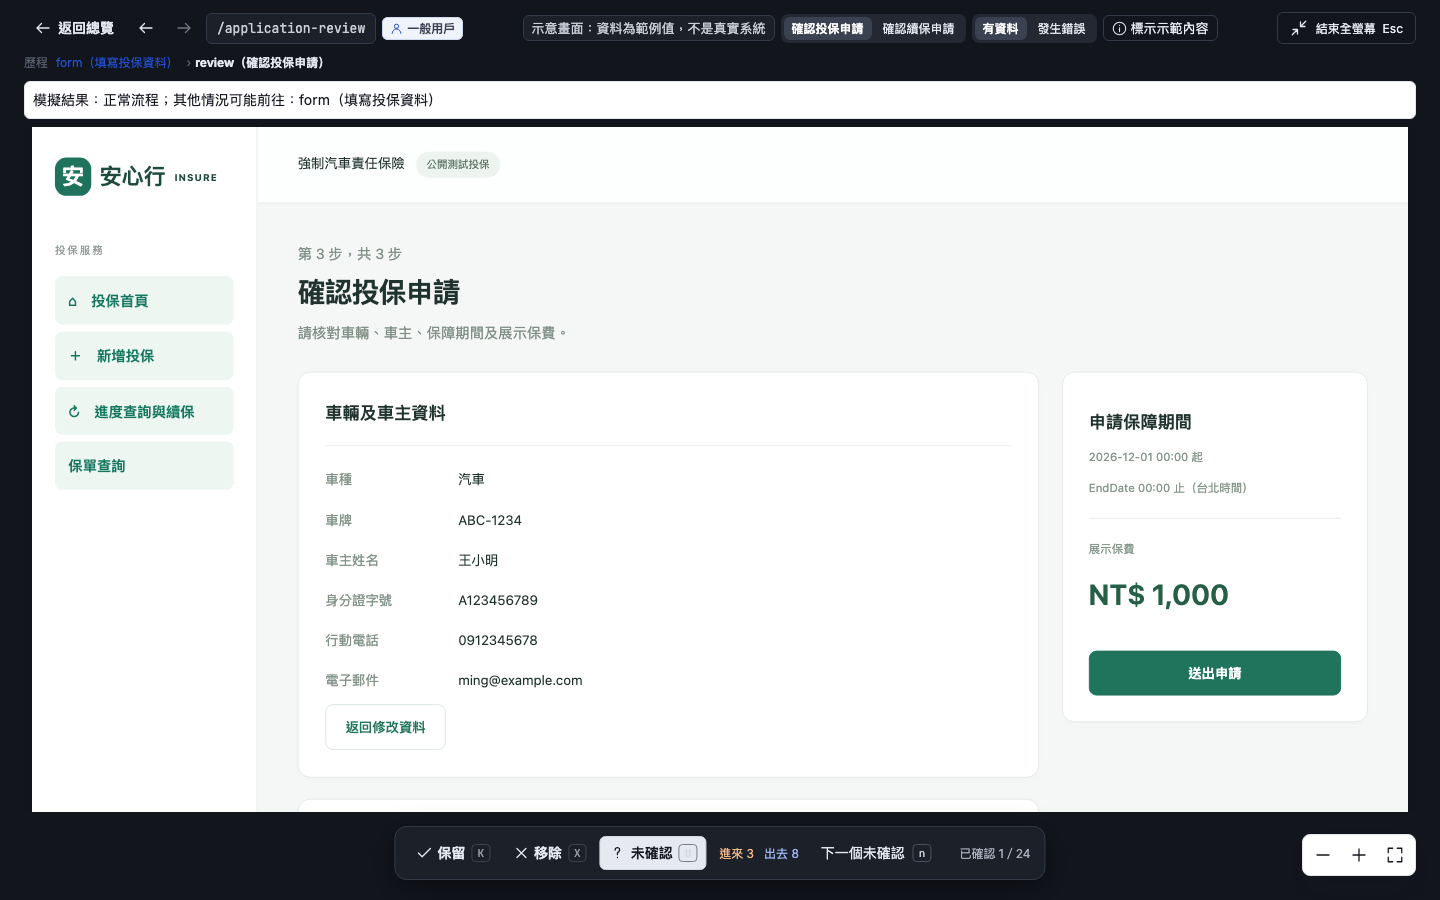 返回總覽
/application-review
一般用戶
示意畫面：資料為範例值，不是真實系統
確認投保申請
確認續保申請
有資料
發生錯誤
標示示範內容
結束全螢幕 Esc
歷程 form（填寫投保資料） › review（確認投保申請）
模擬結果：正常流程；其他情況可能前往：form（填寫投保資料）
安 安心行 INSURE
強制汽車責任保險 公開測試投保
投保服務
投保首頁
新增投保
進度查詢與續保
保單查詢
第 3 步，共 3 步
確認投保申請
請核對車輛、車主、保障期間及展示保費。
車輛及車主資料
車種 汽車
車牌 ABC-1234
車主姓名 王小明
身分證字號 A123456789
行動電話 0912345678
電子郵件 ming@example.com
返回修改資料
申請保障期間
2026-12-01 00:00 起
EndDate 00:00 止（台北時間）
展示保費
NT$ 1,000
送出申請
保留 K
移除 X
? 未確認 U
進來 3 出去 8
下一個未確認 n
已確認 1 / 24